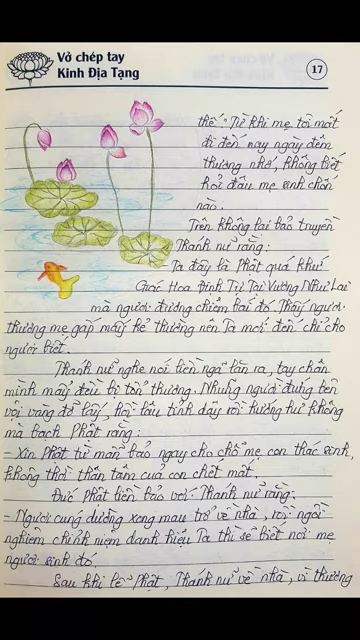 Vở chép tay
Kinh Địa Tạng
17
thế: Từ khi mẹ tôi mất
đi đến nay ngày đêm
thương nhớ, không biết
hỏi đâu mẹ sinh chốn
nào.
Trên không lại bảo truyền
Thánh nữ rằng:
- Ta đây là Phật quá khứ
Giác Hoa Định Tự Tại Vương Như Lai
mà ngươi đương chiêm bái đó. Thấy ngươi
thương mẹ gấp mấy kẻ thường nên Ta mới đến chỉ cho
ngươi biết.
Thánh nữ nghe nói liền ngã lăn ra, tay chân
mình mẩy đều bị tổn thương. Những người đứng bên
vội vàng đỡ lấy, hồi lâu tỉnh dậy rồi hướng hư không
mà bạch Phật rằng:
- Xin Phật từ mẫn bảo ngay cho chỗ mẹ con thác sinh,
không thời thân tâm của con chết mất.
Đức Phật liền bảo với Thánh nữ rằng:
- Ngươi cúng dường xong mau trở về nhà, rồi ngồi
nghiêm chỉnh niệm danh hiệu Ta thì sẽ biết nơi mẹ
ngươi sinh đó.
Sau khi lễ Phật, Thánh nữ về nhà, vì thương